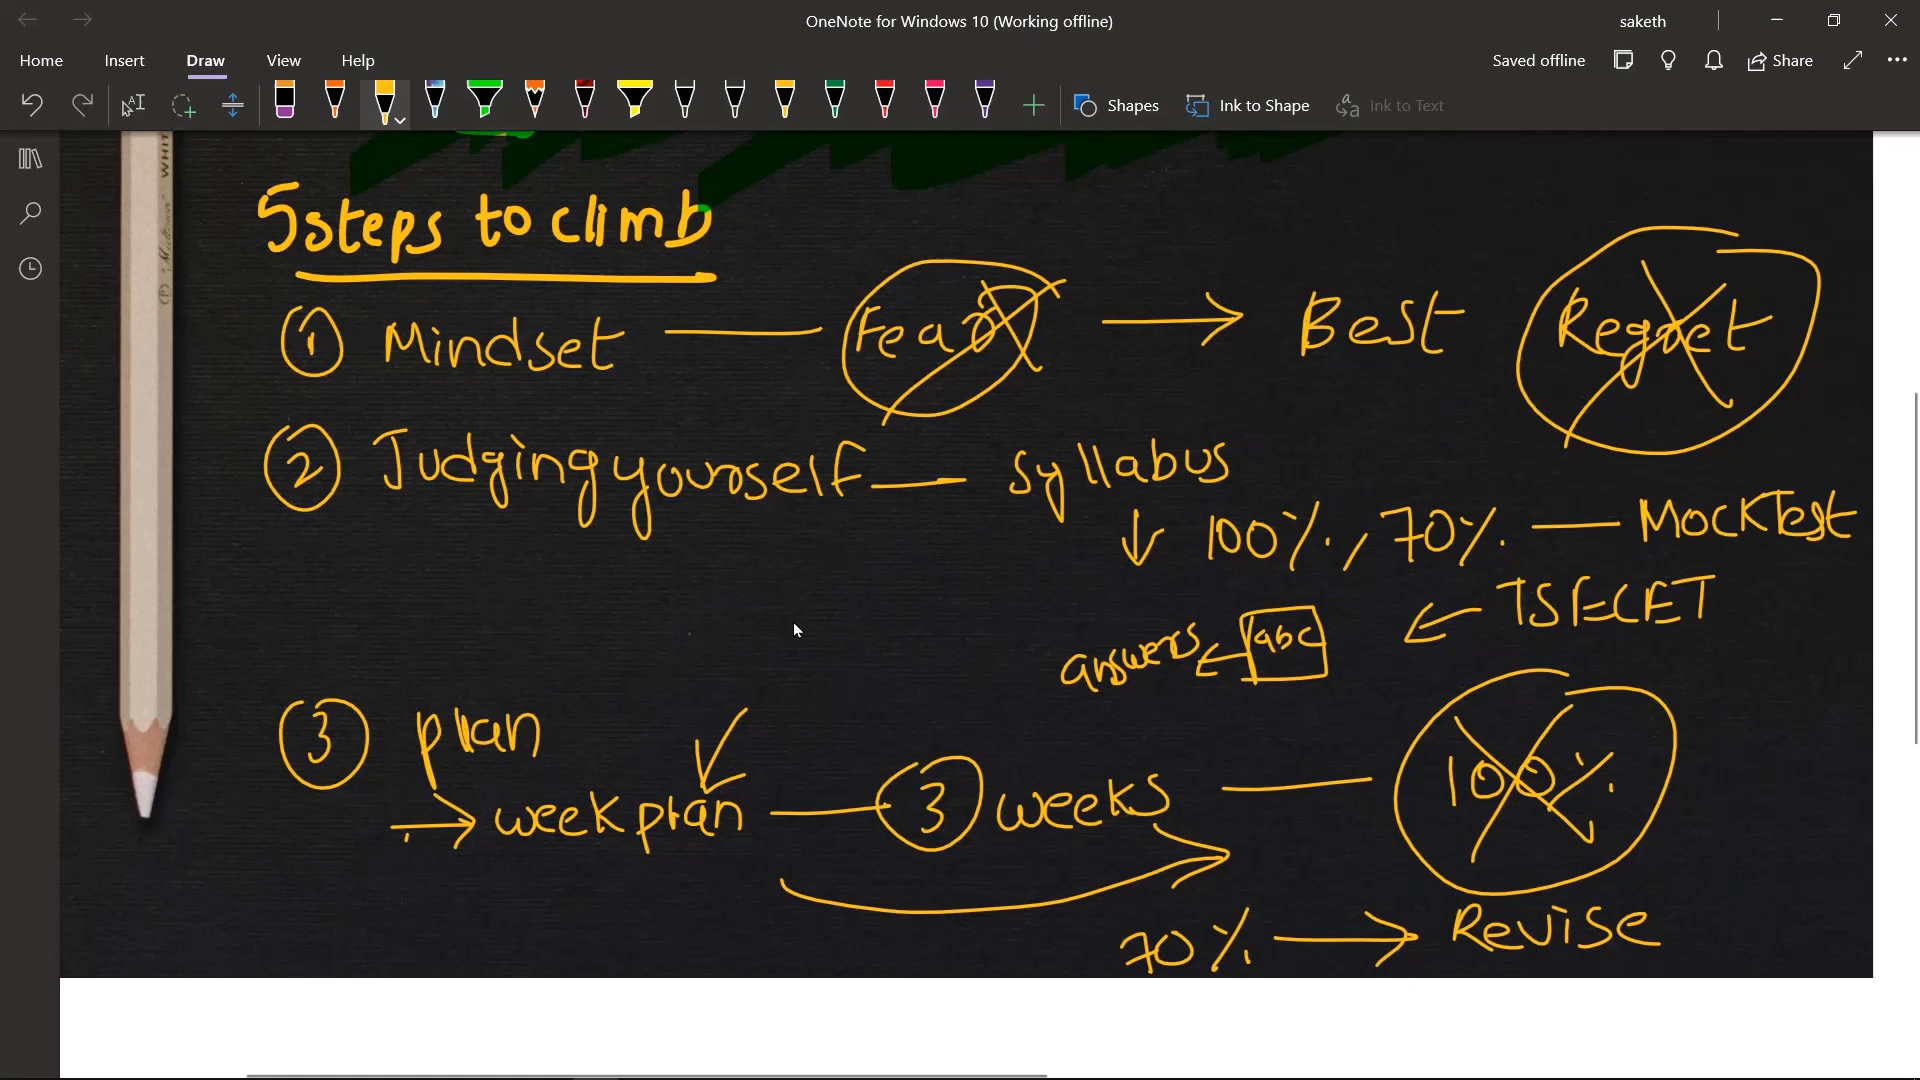 OneNote for Windows 10 (Working offline)
saketh
Home Insert Draw View Help
Saved offline Share
Shapes Ink to Shape Ink to Text
5 steps to climb
① Mindset — Fear → Best Regret
② Judging yourself — syllabus
↓ 100%, 70% — MockTest
← TSECET
answers ← abc
③ plan
→ week plan — 3 weeks — 100%
70% → Revise